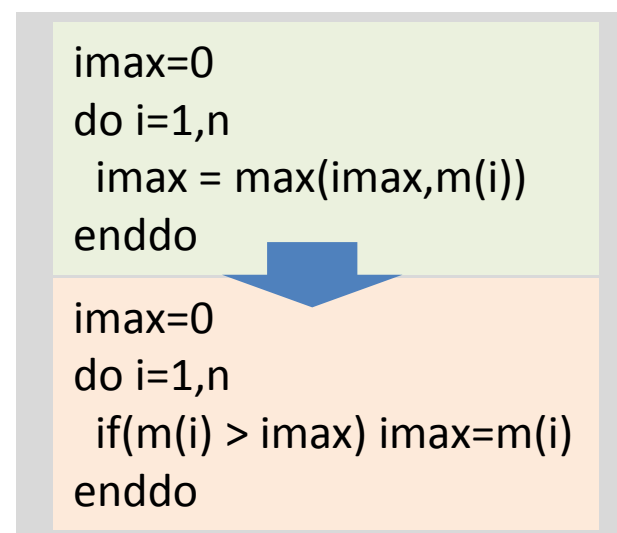 imax=0
do i=1,n
imax = max(imax,m(i))
enddo
imax=0
do i=1,n
if(m(i) > imax) imax=m(i)
enddo